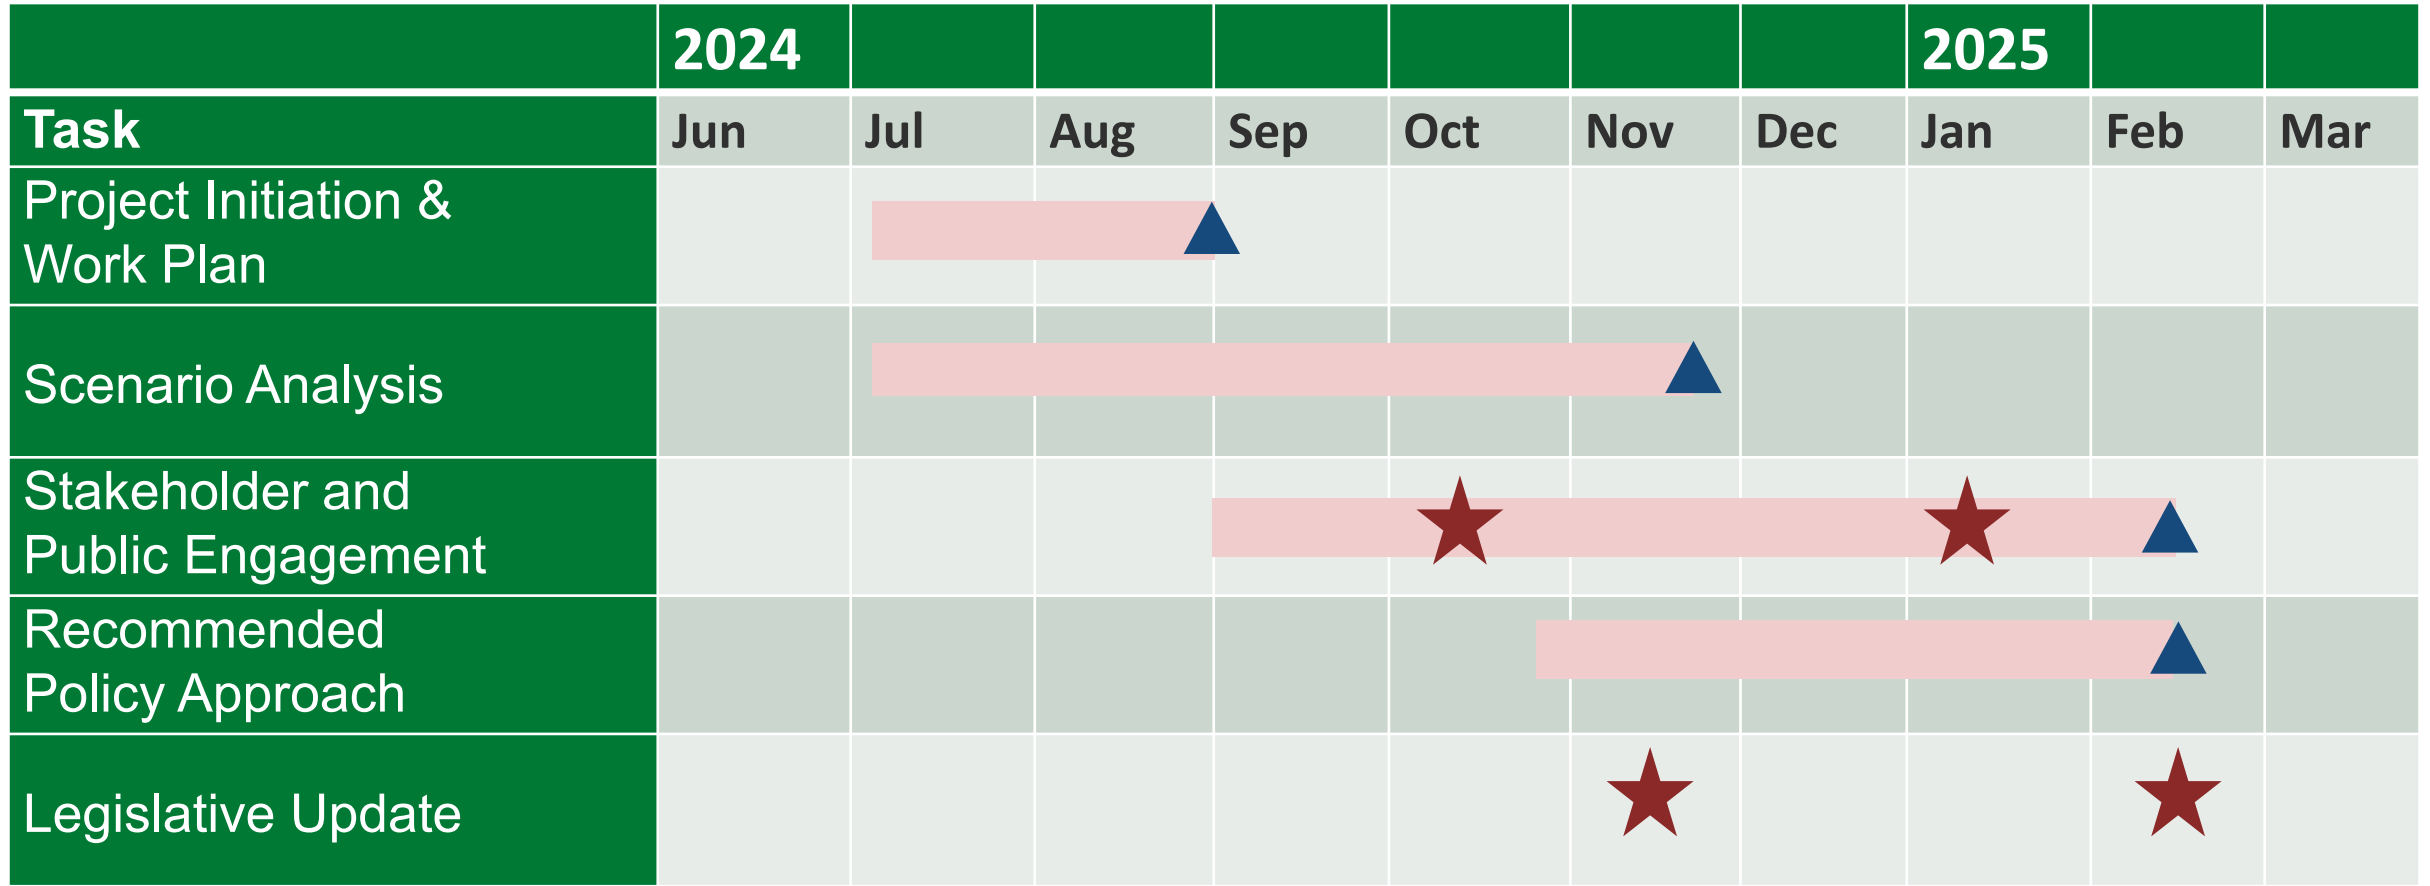 2024 2025
Task Jun Jul Aug Sep Oct Nov Dec Jan Feb Mar
Project Initiation &
Work Plan
Scenario Analysis
Stakeholder and
Public Engagement
Recommended
Policy Approach
Legislative Update